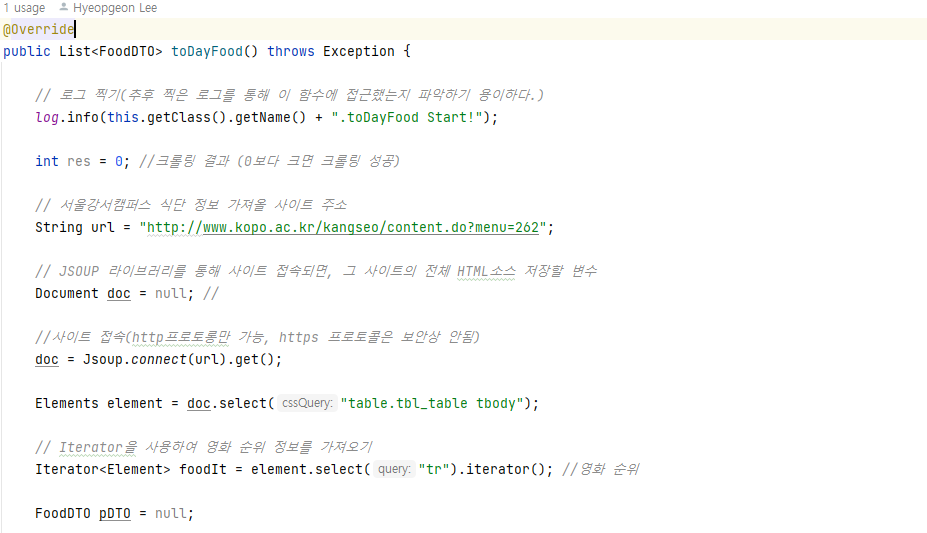 1 usage Hyeopgeon Lee
@Override
public List<FoodDTO> toDayFood() throws Exception {
// 로그 찍기(추후 찍은 로그를 통해 이 함수에 접근했는지 파악하기 용이하다.)
log.info(this.getClass().getName() + ".toDayFood Start!");
int res = 0; //크롤링 결과 (0보다 크면 크롤링 성공)
// 서울강서캠퍼스 식단 정보 가져올 사이트 주소
String url = "http://www.kopo.ac.kr/kangseo/content.do?menu=262";
// JSOUP 라이브러리를 통해 사이트 접속되면, 그 사이트의 전체 HTML소스 저장할 변수
Document doc = null; //
//사이트 접속(http프로토롱만 가능, https 프로토콜은 보안상 안됨)
doc = Jsoup.connect(url).get();
Elements element = doc.select( cssQuery: "table.tbl_table tbody");
// Iterator을 사용하여 영화 순위 정보를 가져오기
Iterator<Element> foodIt = element.select( query: "tr").iterator(); //영화 순위
FoodDTO pDTO = null;